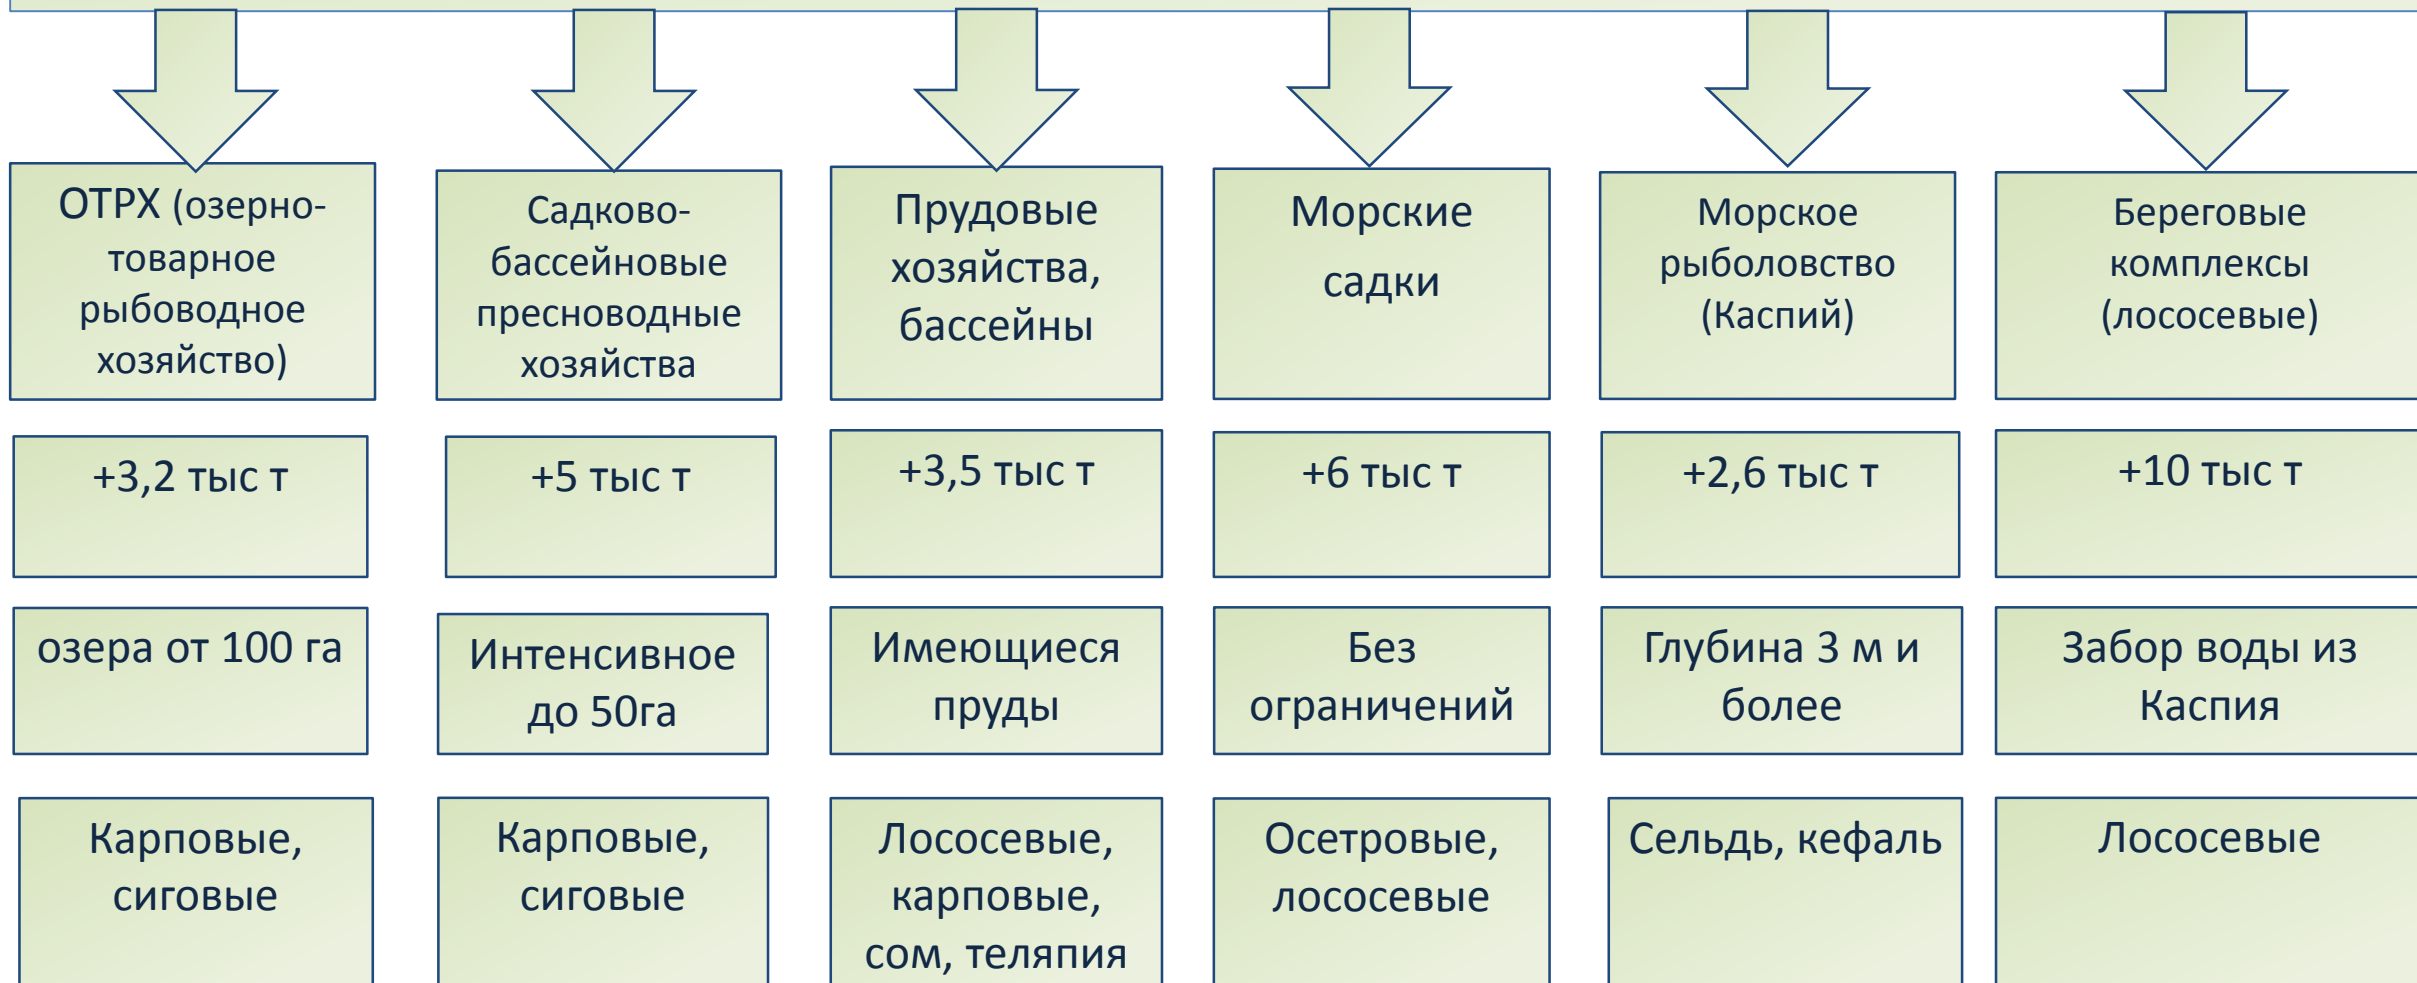 ОТРХ (озерно-
товарное
рыбоводное
хозяйство)
Садково-
бассейновые
пресноводные
хозяйства
Прудовые
хозяйства,
бассейны
Морские
садки
Морское
рыболовство
(Каспий)
Береговые
комплексы
(лососевые)
+3,2 тыс т
+5 тыс т
+3,5 тыс т
+6 тыс т
+2,6 тыс т
+10 тыс т
озера от 100 га
Интенсивное
до 50га
Имеющиеся
пруды
Без
ограничений
Глубина 3 м и
более
Забор воды из
Каспия
Карповые,
сиговые
Карповые,
сиговые
Лососевые,
карповые,
сом, теляпия
Осетровые,
лососевые
Сельдь, кефаль
Лососевые